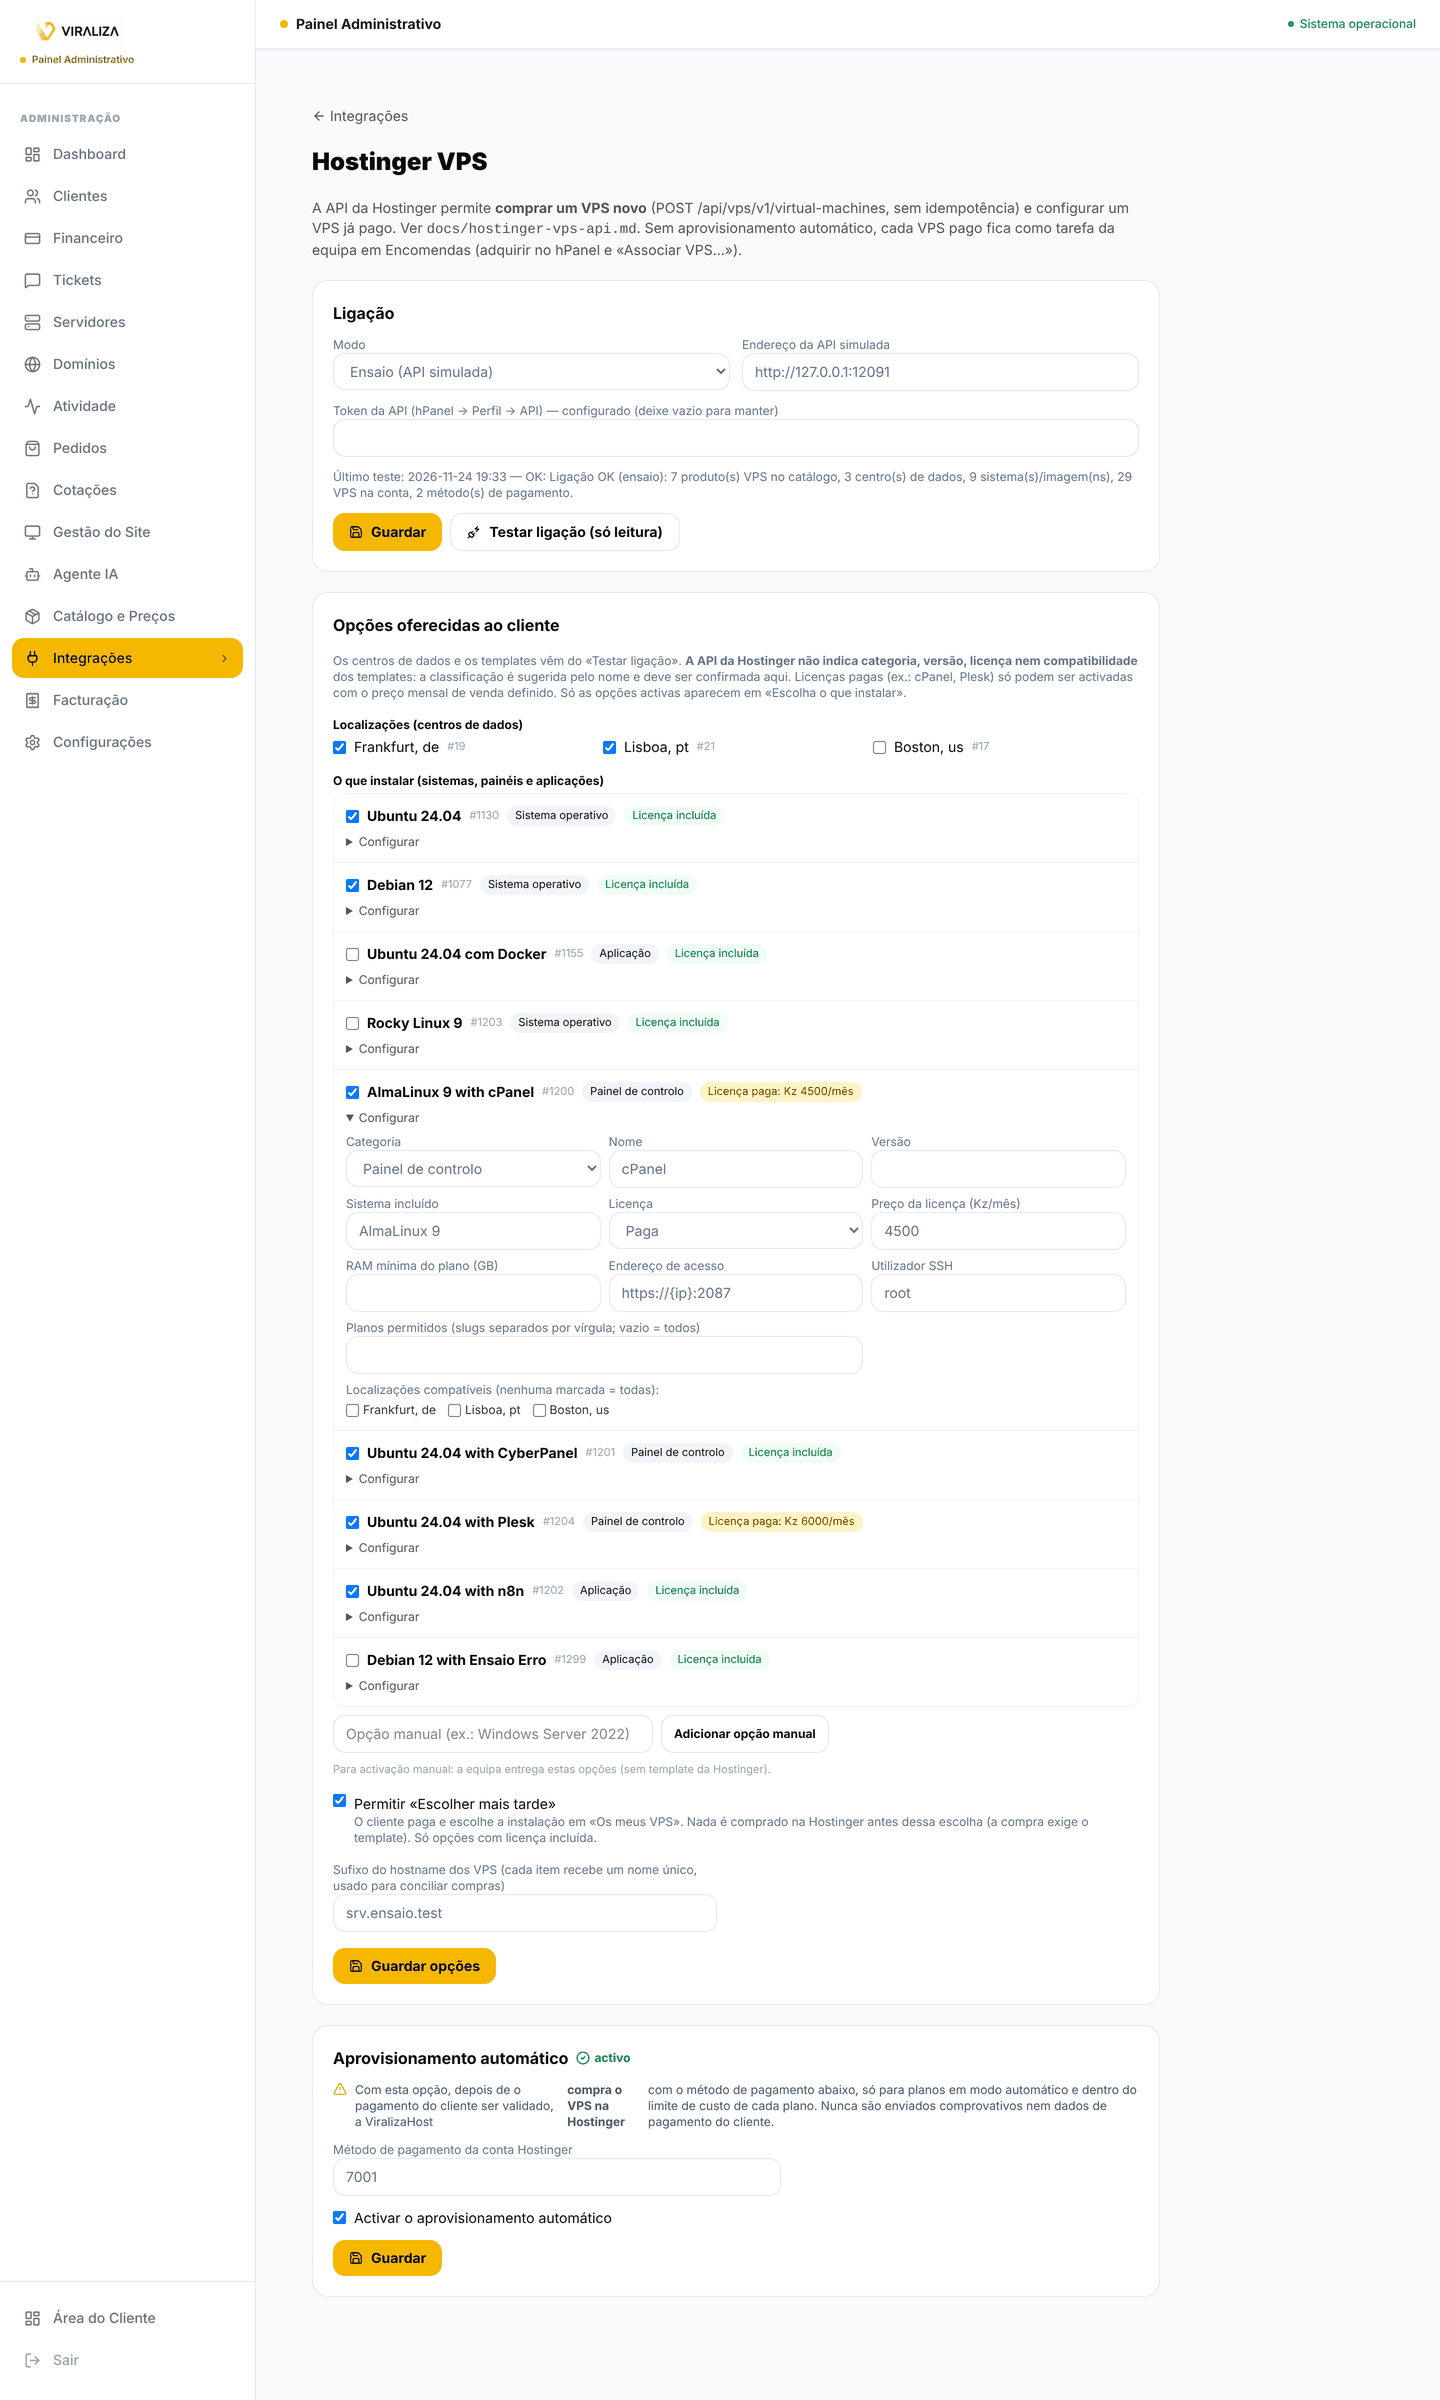 VIRALIZA
Painel Administrativo
ADMINISTRAÇÃO
Dashboard
Clientes
Financeiro
Tickets
Servidores
Domínios
Atividade
Pedidos
Cotações
Gestão do Site
Agente IA
Catálogo e Preços
Integrações
Facturação
Configurações
Área do Cliente
Sair
Painel Administrativo
Sistema operacional
← Integrações
Hostinger VPS
A API da Hostinger permite comprar um VPS novo (POST /api/vps/v1/virtual-machines, sem idempotência) e configurar um
VPS já pago. Ver docs/hostinger-vps-api.md. Sem aprovisionamento automático, cada VPS pago fica como tarefa da
equipa em Encomendas (adquirir no hPanel e «Associar VPS…»).
Ligação
Modo
Ensaio (API simulada)
Endereço da API simulada
http://127.0.0.1:12091
Token da API (hPanel → Perfil → API) — configurado (deixe vazio para manter)
Último teste: 2026-11-24 19:33 — OK: Ligação OK (ensaio): 7 produto(s) VPS no catálogo, 3 centro(s) de dados, 9 sistema(s)/imagem(ns), 29
VPS na conta, 2 método(s) de pagamento.
Guardar
Testar ligação (só leitura)
Opções oferecidas ao cliente
Os centros de dados e os templates vêm do «Testar ligação». A API da Hostinger não indica categoria, versão, licença nem compatibilidade
dos templates: a classificação é sugerida pelo nome e deve ser confirmada aqui. Licenças pagas (ex.: cPanel, Plesk) só podem ser activadas
com o preço mensal de venda definido. Só as opções activas aparecem em «Escolha o que instalar».
Localizações (centros de dados)
Frankfurt, de #19
Lisboa, pt #21
Boston, us #17
O que instalar (sistemas, painéis e aplicações)
Ubuntu 24.04 #1130 Sistema operativo Licença incluída
▶ Configurar
Debian 12 #1077 Sistema operativo Licença incluída
▶ Configurar
Ubuntu 24.04 com Docker #1155 Aplicação Licença incluída
▶ Configurar
Rocky Linux 9 #1203 Sistema operativo Licença incluída
▶ Configurar
AlmaLinux 9 with cPanel #1200 Painel de controlo Licença paga: Kz 4500/mês
▼ Configurar
Categoria
Painel de controlo
Nome
cPanel
Versão
Sistema incluído
AlmaLinux 9
Licença
Paga
Preço da licença (Kz/mês)
4500
RAM mínima do plano (GB)
Endereço de acesso
https://{ip}:2087
Utilizador SSH
root
Planos permitidos (slugs separados por vírgula; vazio = todos)
Localizações compatíveis (nenhuma marcada = todas):
Frankfurt, de Lisboa, pt Boston, us
Ubuntu 24.04 with CyberPanel #1201 Painel de controlo Licença incluída
▶ Configurar
Ubuntu 24.04 with Plesk #1204 Painel de controlo Licença paga: Kz 6000/mês
▶ Configurar
Ubuntu 24.04 with n8n #1202 Aplicação Licença incluída
▶ Configurar
Debian 12 with Ensaio Erro #1299 Aplicação Licença incluída
▶ Configurar
Opção manual (ex.: Windows Server 2022)
Adicionar opção manual
Para activação manual: a equipa entrega estas opções (sem template da Hostinger).
Permitir «Escolher mais tarde»
O cliente paga e escolhe a instalação em «Os meus VPS». Nada é comprado na Hostinger antes dessa escolha (a compra exige o
template). Só opções com licença incluída.
Sufixo do hostname dos VPS (cada item recebe um nome único,
usado para conciliar compras)
srv.ensaio.test
Guardar opções
Aprovisionamento automático activo
Com esta opção, depois de o
pagamento do cliente ser validado,
a ViralizaHost
compra o
VPS na
Hostinger
com o método de pagamento abaixo, só para planos em modo automático e dentro do
limite de custo de cada plano. Nunca são enviados comprovativos nem dados de
pagamento do cliente.
Método de pagamento da conta Hostinger
7001
Activar o aprovisionamento automático
Guardar